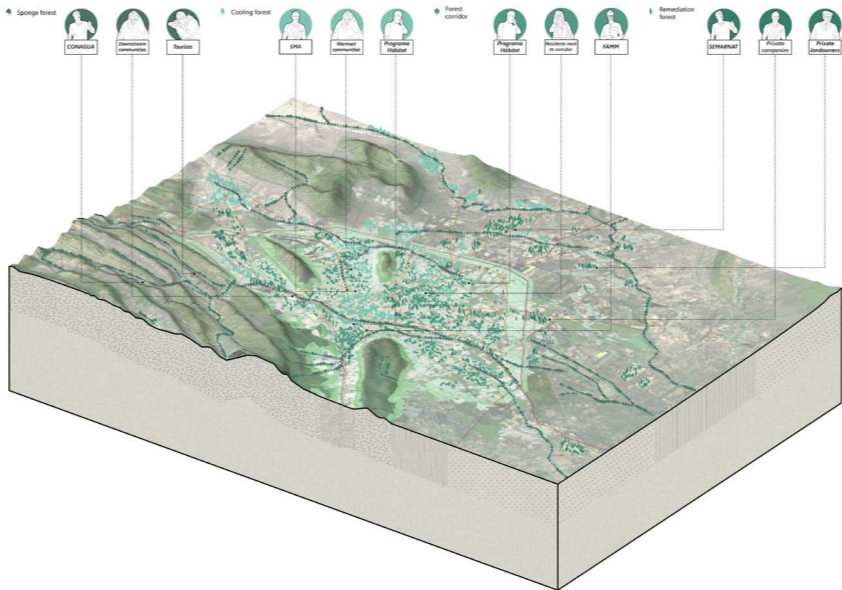 Sponge forest
CONAGUA
Downstream
communities
Tourists
Cooling forest
SMA
Warmest
communities
Programa
Hábitat
Forest
corridor
Programa
Hábitat
Residents next
to corridor
FAMM
Remediation
forest
SEMARNAT
Private
companies
Private
landowners